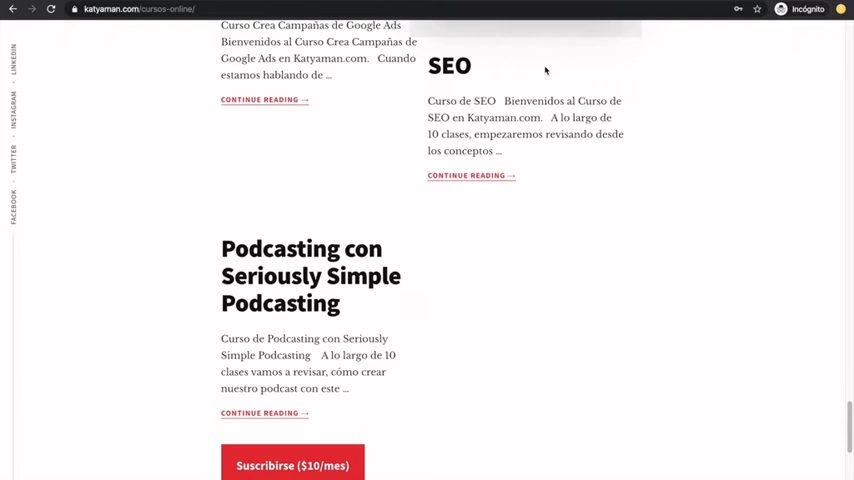 katyaman.com/cursos-online/
Incógnito
LINKEDIN
INSTAGRAM
TWITTER
FACEBOOK
Curso Crea Campañas de Google Ads
Bienvenidos al Curso Crea Campañas de
Google Ads en Katyaman.com. Cuando
estamos hablando de ...
CONTINUE READING →
SEO
Curso de SEO Bienvenidos al Curso de
SEO en Katyaman.com. A lo largo de
10 clases, empezaremos revisando desde
los conceptos ...
CONTINUE READING →
Podcasting con
Seriously Simple
Podcasting
Curso de Podcasting con Seriously
Simple Podcasting A lo largo de 10
clases vamos a revisar, cómo crear
nuestro podcast con este ...
CONTINUE READING →
Suscribirse ($10/mes)